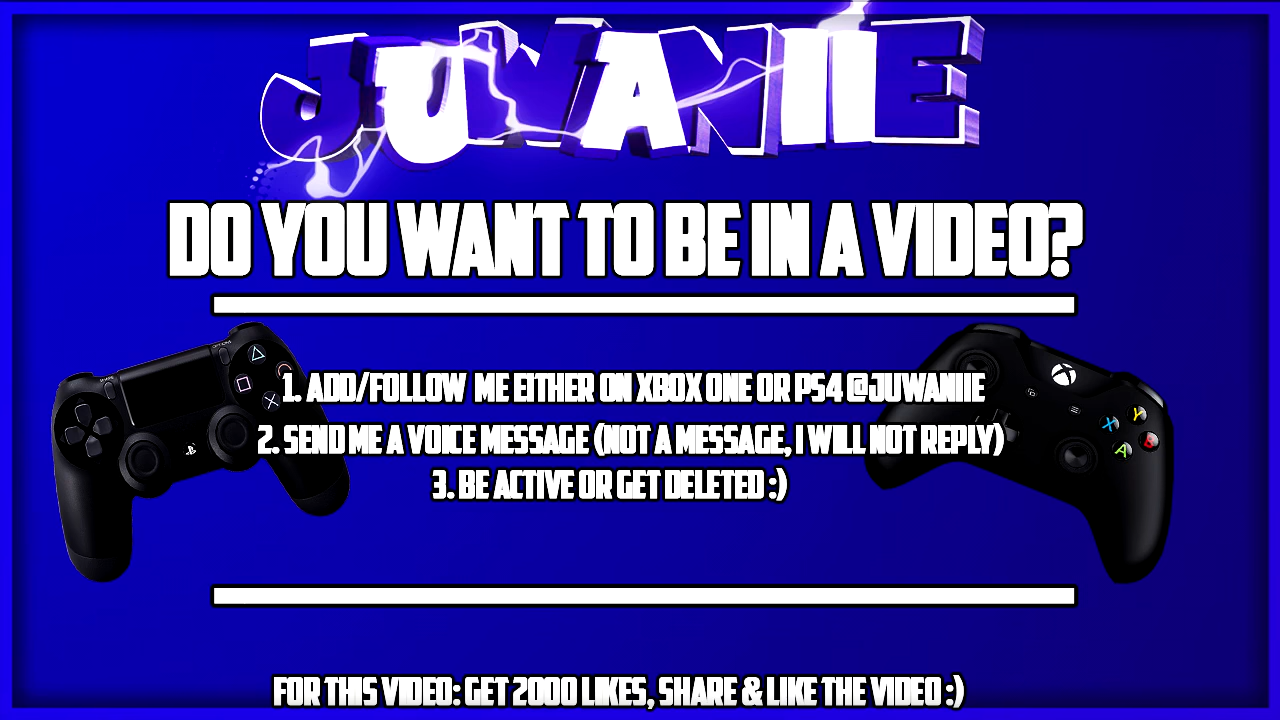 JUWANIIE
DO YOU WANT TO BE IN A VIDEO?
1. ADD/FOLLOW ME EITHER ON XBOX ONE OR PS4 @JUWANIIE
2. SEND ME A VOICE MESSAGE (NOT A MESSAGE, I WILL NOT REPLY)
3. BE ACTIVE OR GET DELETED :)
FOR THIS VIDEO: GET 2000 LIKES, SHARE & LIKE THE VIDEO :)